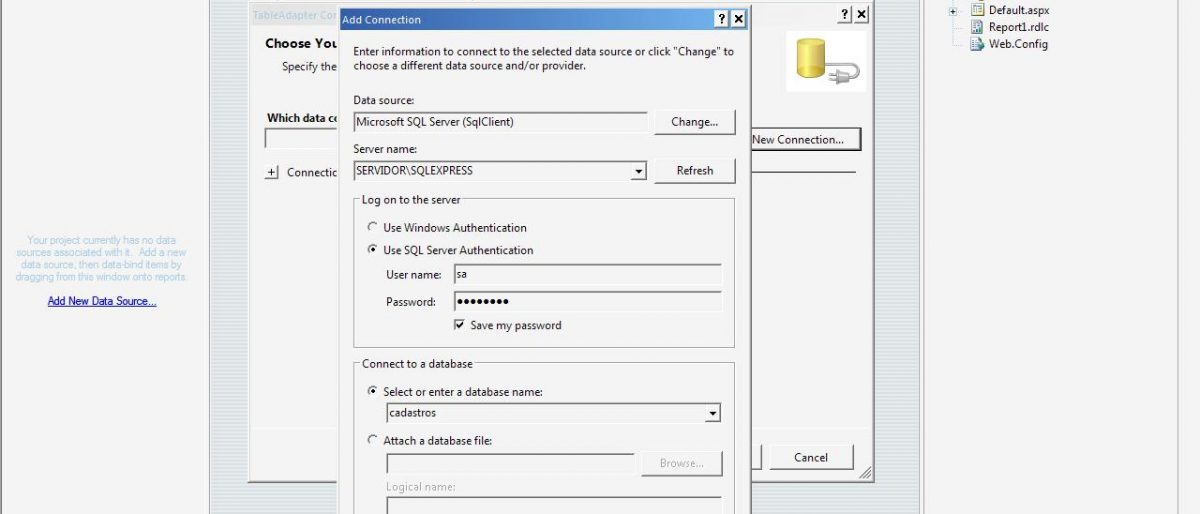 TableAdapter Con
Add Connection
Choose You
Specify the
Which data co
Connectic
New Connection...
Enter information to connect to the selected data source or click "Change" to
choose a different data source and/or provider.
Data source:
Microsoft SQL Server (SqlClient)
Change...
Server name:
SERVIDOR\SQLEXPRESS
Refresh
Log on to the server
Use Windows Authentication
Use SQL Server Authentication
User name:
sa
Password:
••••••••
Save my password
Connect to a database
Select or enter a database name:
cadastros
Attach a database file:
Browse...
Logical name:
Cancel
Your project currently has no data
sources associated with it. Add a new
data source, then data-bind items by
dragging from this window onto reports.
Add New Data Source...
Default.aspx
Report1.rdlc
Web.Config